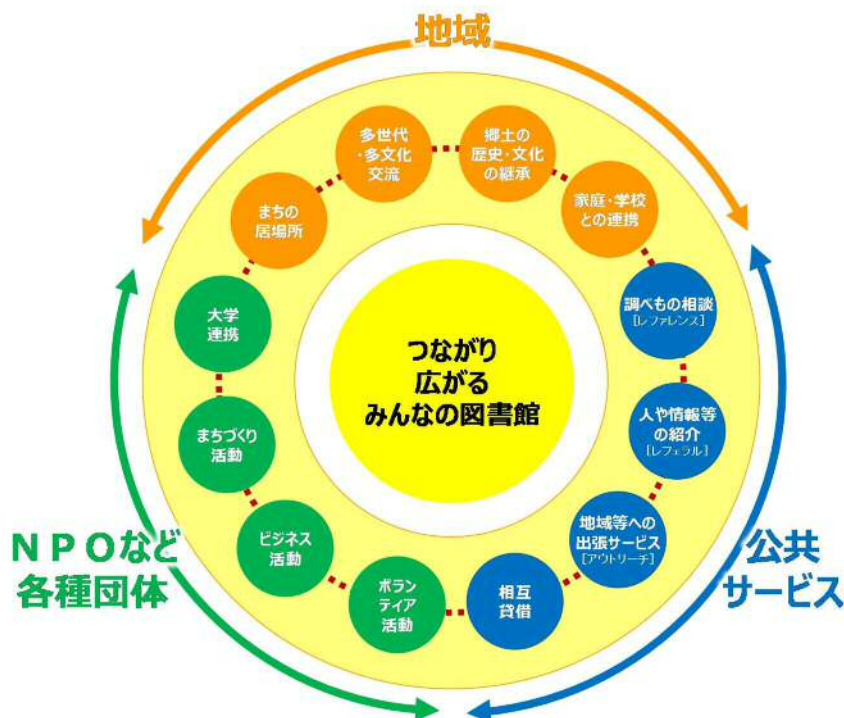 地域
多世代
・多文化
交流
郷土の
歴史・文化
の継承
まちの
居場所
家庭・学校
との連携
大学
連携
調べもの相談
[レファレンス]
つながり
広がる
みんなの図書館
まちづくり
活動
人や情報等
の紹介
[レフェラル]
ビジネス
活動
地域等への
出張サービス
[アウトリーチ]
ボラン
ティア
活動
相互
貸借
NPOなど
各種団体
公共
サービス